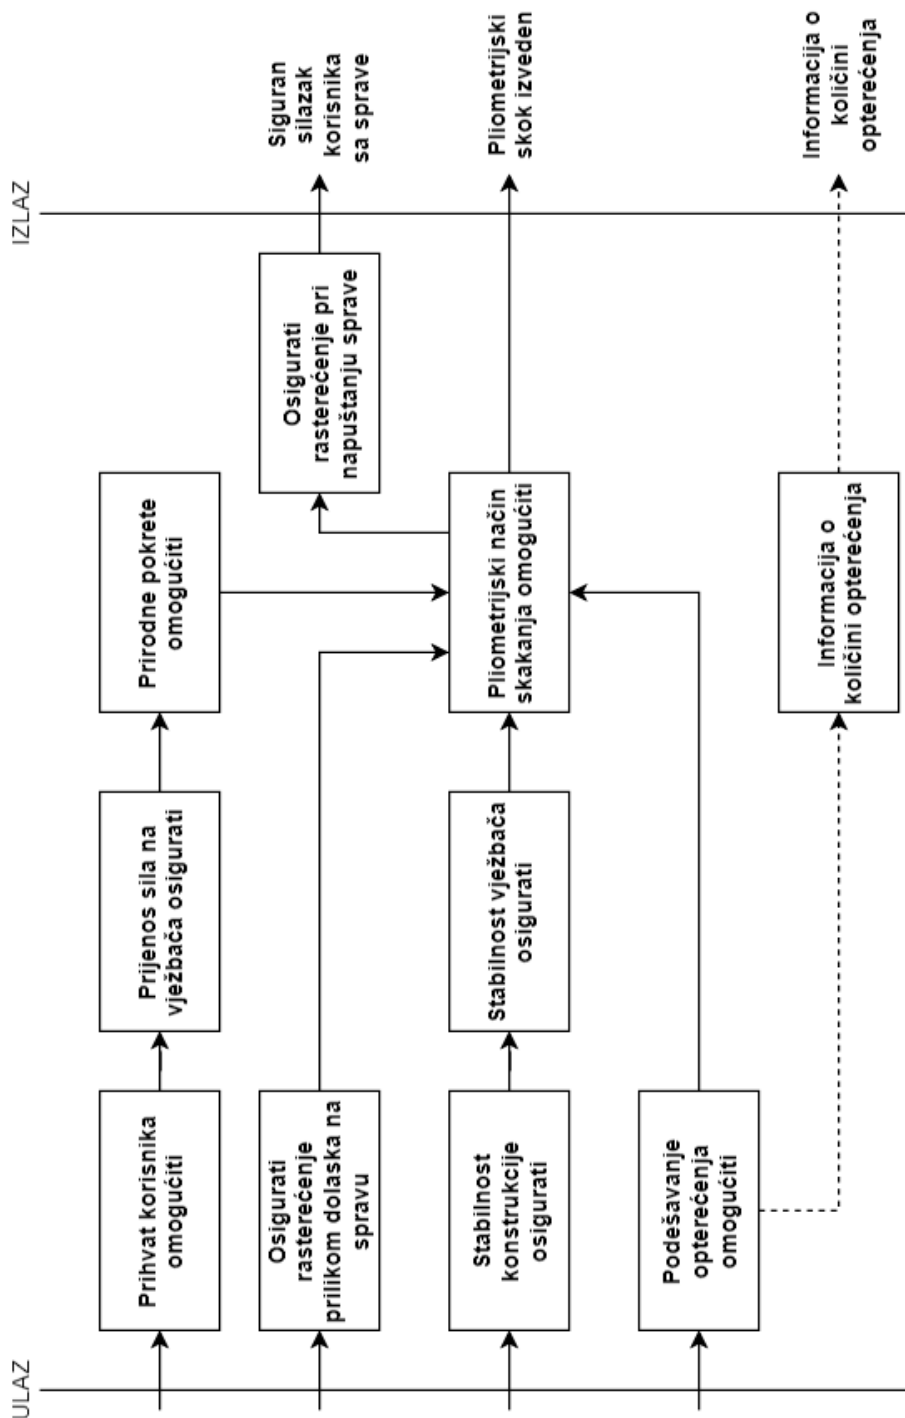 ULAZ
IZLAZ
Prihvat korisnika
omogućiti
Prijenos sila na
vježbača osigurati
Prirodne pokrete
omogućiti
Osigurati
rasterećenje
prilikom dolaska na
spravu
Osigurati
rasterećenje pri
napuštanju sprave
Siguran
silazak
korisnika
sa sprave
Stabilnost
konstrukcije
osigurati
Stabilnost vježbača
osigurati
Pliometrijski način
skakanja omogućiti
Pliometrijski
skok izveden
Podešavanje
opterećenja
omogućiti
Informacija o
količini opterećenja
Informacija o
količini
opterećenja